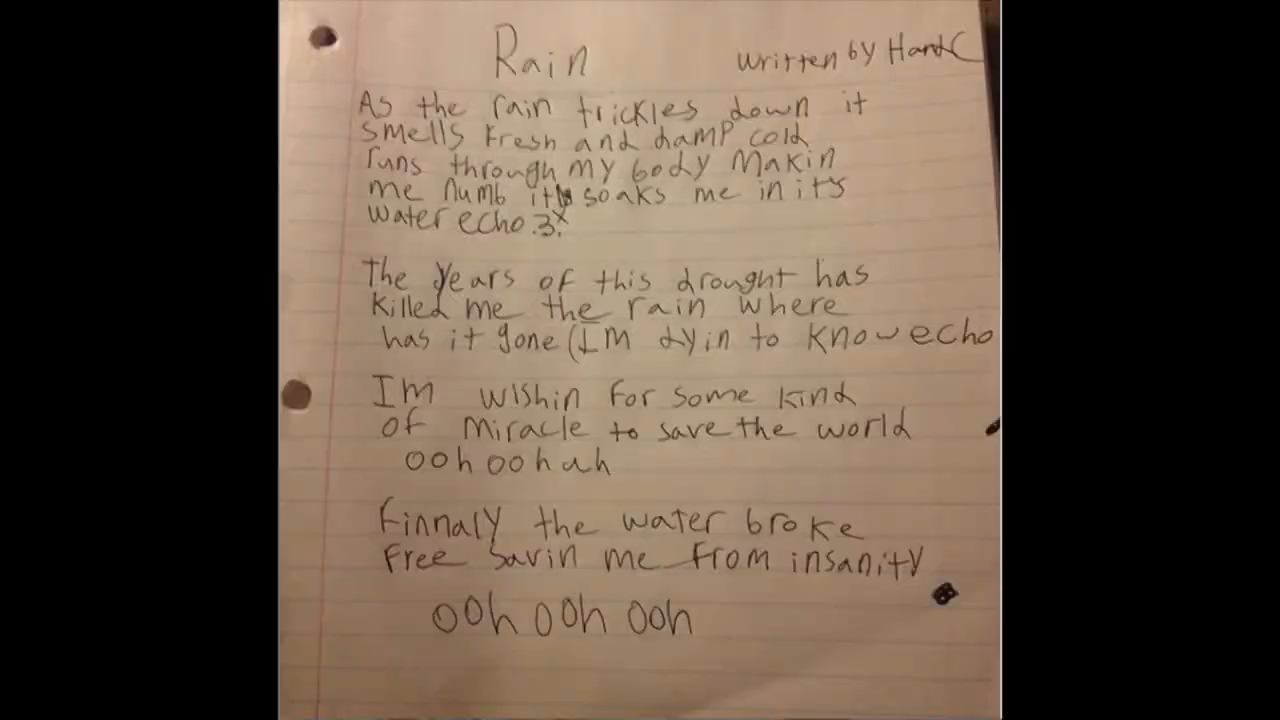 Rain
written by HardC
As the rain trickles down it
smells fresh and damp cold
runs through my body Makin
me numb it soaks me in its
water echo 3x
The years of this drought has
killed me the rain where
has it gone (I'M dyin to know echo
I'M wishin for some kind
of miracle to save the world
ooh ooh ah
finnaly the water broke
free savin me from insanity
ooh ooh ooh